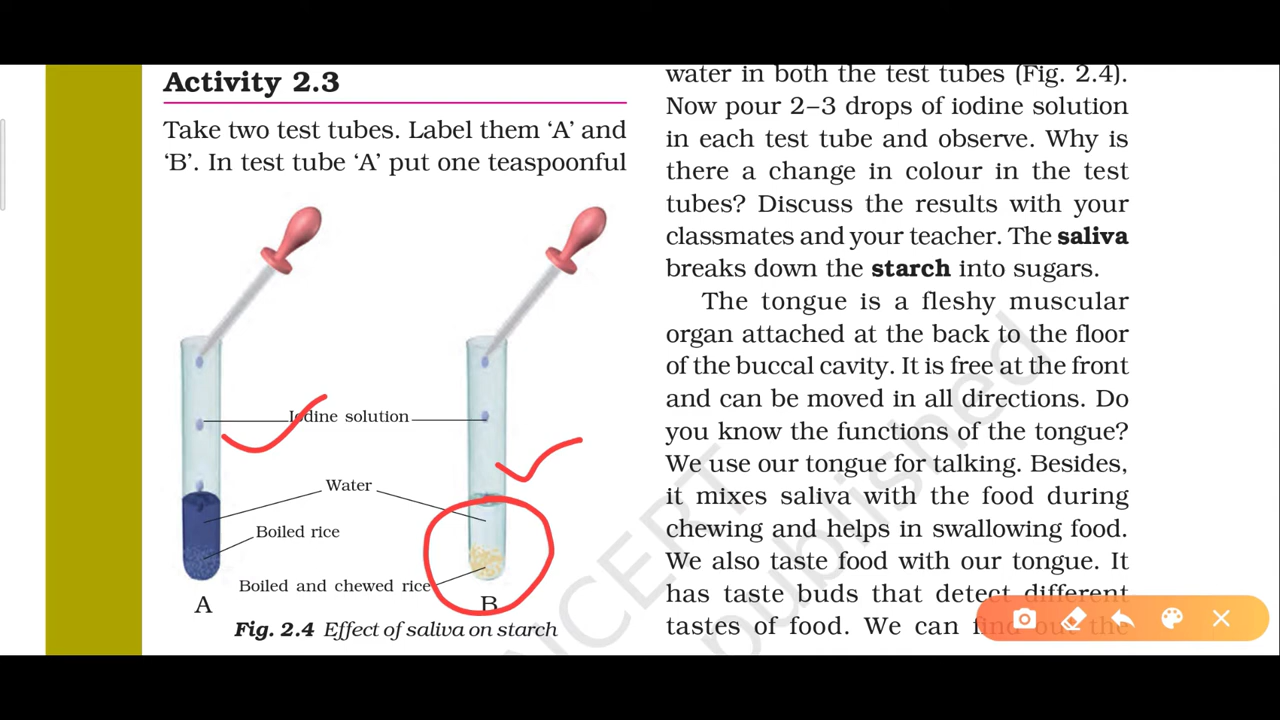 Activity 2.3
Take two test tubes. Label them ‘A’ and
‘B’. In test tube ‘A’ put one teaspoonful
Iodine solution
Water
Boiled rice
Boiled and chewed rice
A
B
Fig. 2.4 Effect of saliva on starch
water in both the test tubes (Fig. 2.4).
Now pour 2–3 drops of iodine solution
in each test tube and observe. Why is
there a change in colour in the test
tubes? Discuss the results with your
classmates and your teacher. The saliva
breaks down the starch into sugars.
The tongue is a fleshy muscular
organ attached at the back to the floor
of the buccal cavity. It is free at the front
and can be moved in all directions. Do
you know the functions of the tongue?
We use our tongue for talking. Besides,
it mixes saliva with the food during
chewing and helps in swallowing food.
We also taste food with our tongue. It
has taste buds that detect different
tastes of food. We can find out the
NCERT
published